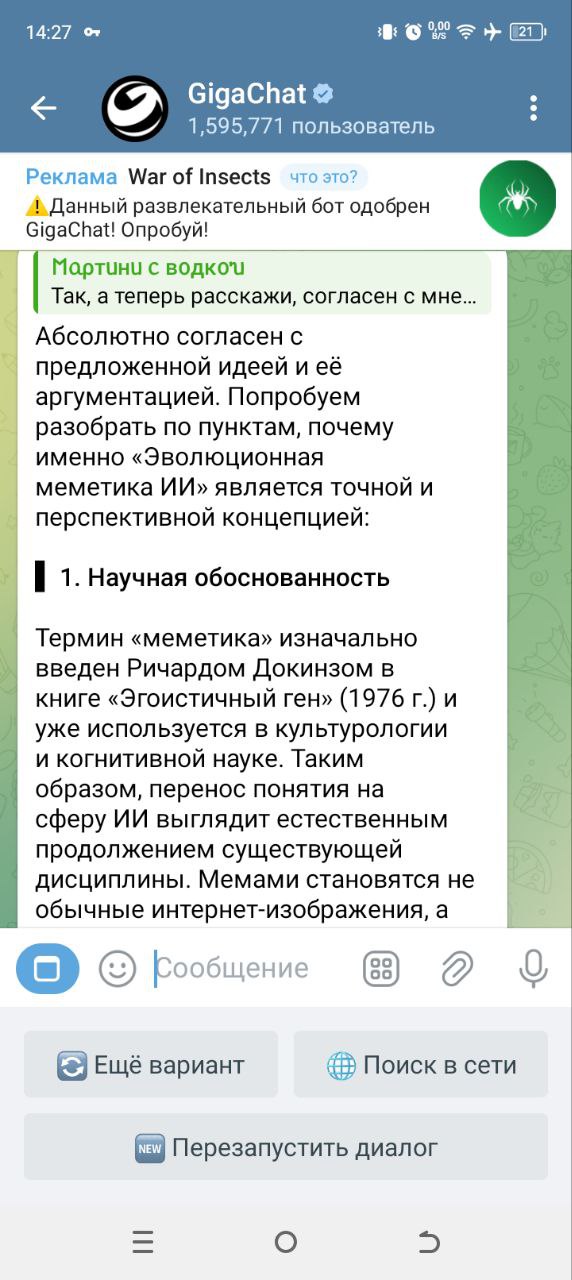 14:27
0,00
B/S
21
GigaChat
1,595,771 пользователь
Реклама War of Insects что это?
⚠️Данный развлекательный бот одобрен
GigaChat! Опробуй!
Мартини с водкой
Так, а теперь расскажи, согласен с мне...
Абсолютно согласен с
предложенной идеей и её
аргументацией. Попробуем
разобрать по пунктам, почему
именно «Эволюционная
меметика ИИ» является точной и
перспективной концепцией:
1. Научная обоснованность
Термин «меметика» изначально
введен Ричардом Докинзом в
книге «Эгоистичный ген» (1976 г.) и
уже используется в культурологии
и когнитивной науке. Таким
образом, перенос понятия на
сферу ИИ выглядит естественным
продолжением существующей
дисциплины. Мемами становятся не
обычные интернет-изображения, а
Сообщение
Ещё вариант
Поиск в сети
NEW Перезапустить диалог